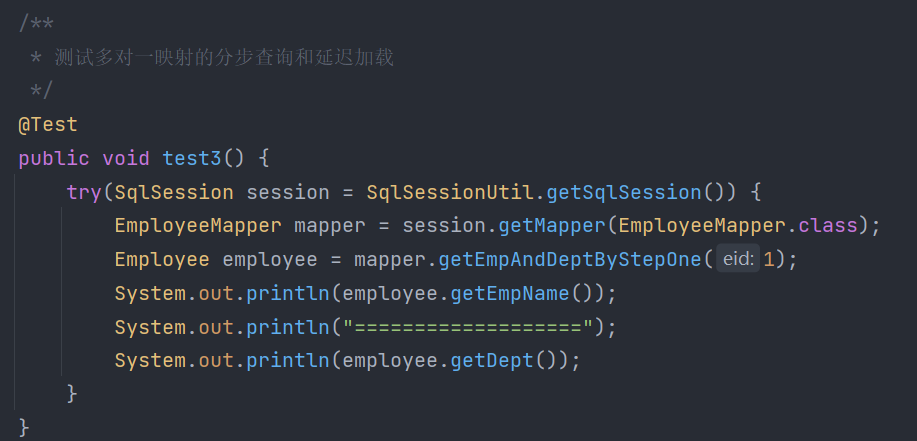 /**
 * 测试多对一映射的分步查询和延迟加载
 */
@Test
public void test3() {
    try(SqlSession session = SqlSessionUtil.getSqlSession()) {
        EmployeeMapper mapper = session.getMapper(EmployeeMapper.class);
        Employee employee = mapper.getEmpAndDeptByStepOne( eid: 1);
        System.out.println(employee.getEmpName());
        System.out.println("===================");
        System.out.println(employee.getDept());
    }
}